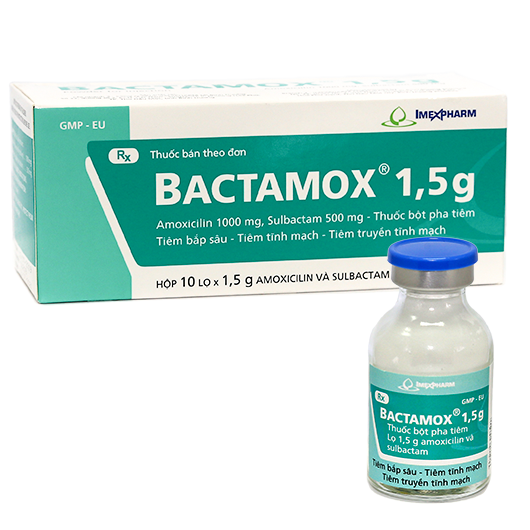 IMEXPHARM
GMP - EU
Rx Thuốc bán theo đơn
BACTAMOX® 1,5g
Amoxicilin 1000 mg, Sulbactam 500 mg - Thuốc bột pha tiêm
Tiêm bắp sâu - Tiêm tĩnh mạch - Tiêm truyền tĩnh mạch
HỘP 10 LỌ x 1,5 g AMOXICILIN VÀ SULBACTAM
IMEXPHARM
Rx GMP - EU
BACTAMOX® 1,5g
Thuốc bột pha tiêm
Lọ 1,5 g amoxicilin và
sulbactam
Tiêm bắp sâu - Tiêm tĩnh mạch
Tiêm truyền tĩnh mạch